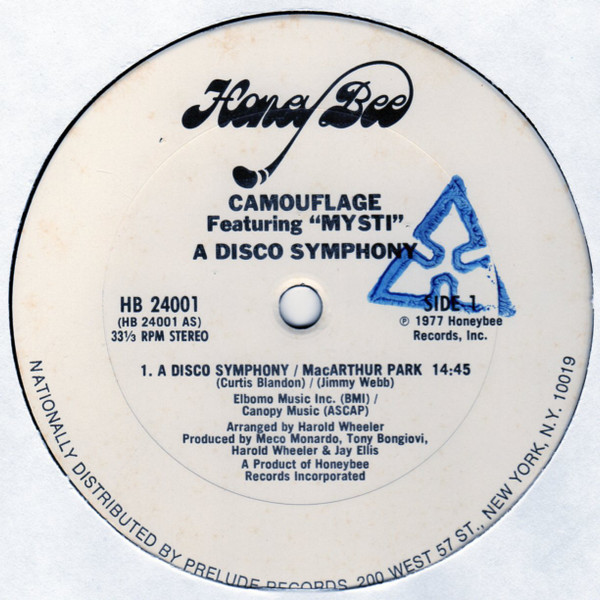 Honey Bee
CAMOUFLAGE
Featuring "MYSTI"
A DISCO SYMPHONY
HB 24001
(HB 24001 AS)
33⅓ RPM STEREO
SIDE 1
℗ 1977 Honeybee
Records, Inc.
1. A DISCO SYMPHONY / MacARTHUR PARK 14:45
(Curtis Blandon) / (Jimmy Webb)
Elbomo Music Inc. (BMI) /
Canopy Music (ASCAP)
Arranged by Harold Wheeler
Produced by Meco Monardo, Tony Bongiovi,
Harold Wheeler & Jay Ellis
A Product of Honeybee
Records Incorporated
NATIONALLY DISTRIBUTED BY PRELUDE RECORDS, 200 WEST 57 ST., NEW YORK, N.Y. 10019